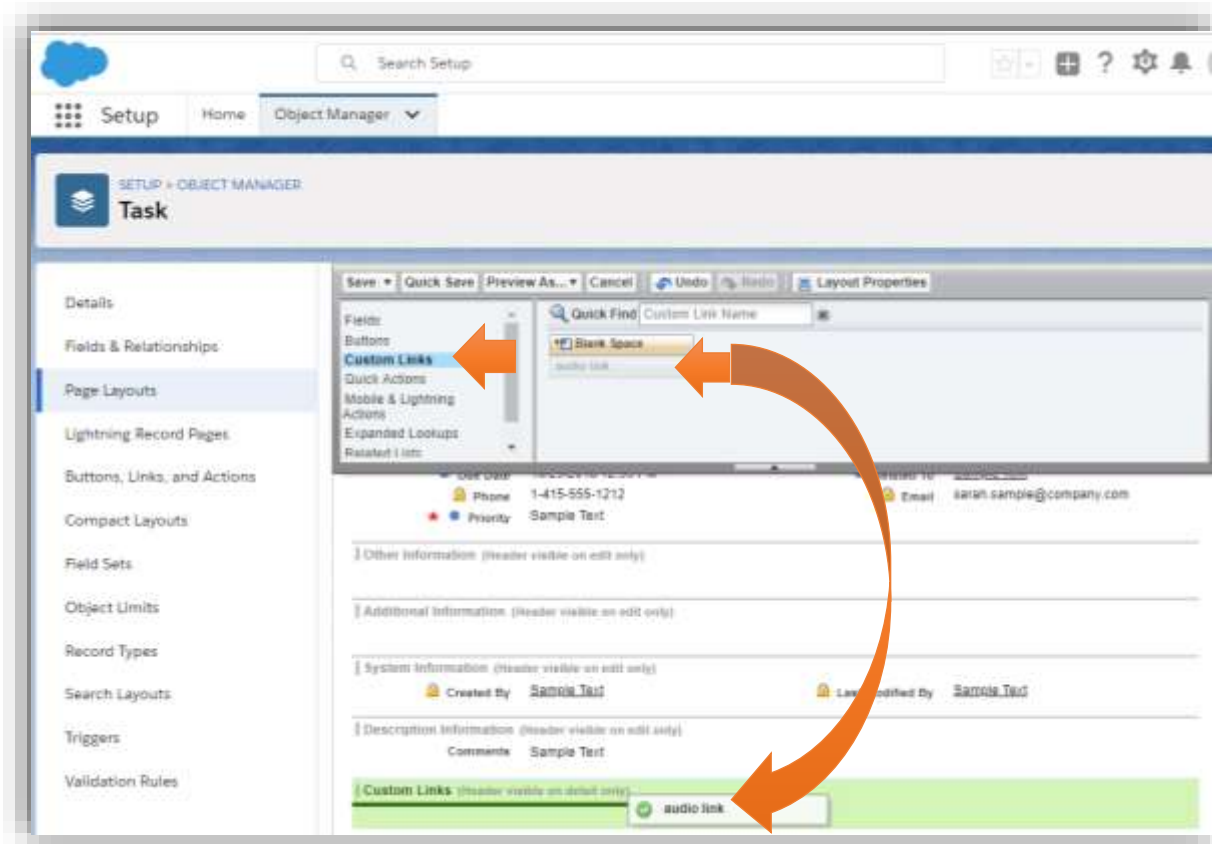 Search Setup
Setup Home Object Manager
SETUP > OBJECT MANAGER
Task
Details
Fields & Relationships
Page Layouts
Lightning Record Pages
Buttons, Links, and Actions
Compact Layouts
Field Sets
Object Limits
Record Types
Search Layouts
Triggers
Validation Rules
Save Quick Save Preview As... Cancel Undo Redo Layout Properties
Fields
Buttons
Custom Links
Quick Actions
Mobile & Lightning
Actions
Expanded Lookups
Related Lists
Quick Find Custom Link Name
Blank Space
audio link
Due Date
Phone 1-415-555-1212 Email sarah.sample@company.com
Priority Sample Text
Other Information (Header visible on edit only)
Additional Information (Header visible on edit only)
System Information (Header visible on edit only)
Created By Sample Text Modified By Sample Text
Description Information (Header visible on edit only)
Comments Sample Text
Custom Links (Header visible on detail only)
audio link